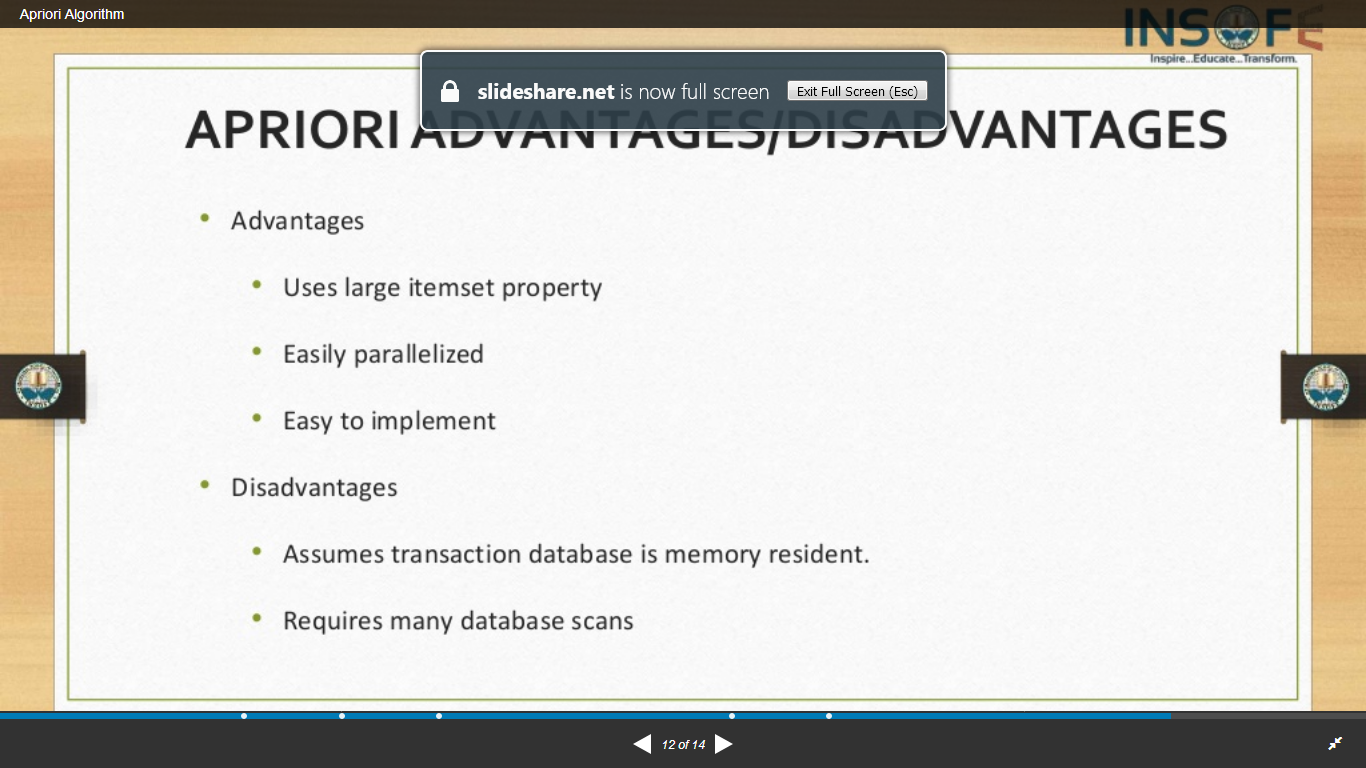 Apriori Algorithm
INSOFE
Inspire...Educate...Transform.
slideshare.net is now full screen
Exit Full Screen (Esc)
APRIORI ADVANTAGES/DISADVANTAGES
Advantages
Uses large itemset property
Easily parallelized
Easy to implement
Disadvantages
Assumes transaction database is memory resident.
Requires many database scans
12 of 14